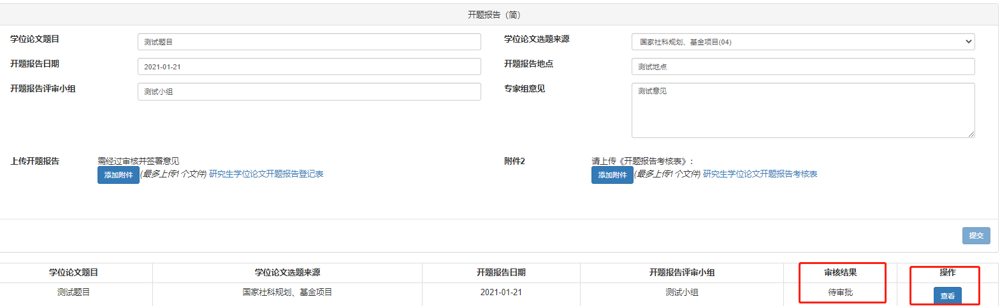 开题报告（简）
学位论文题目 测试题目 学位论文选题来源 国家社科规划、基金项目(04)
开题报告日期 2021-01-21 开题报告地点 测试地点
开题报告评审小组 测试小组 专家组意见 测试意见
上传开题报告 需经过审核并签署意见 附件2 请上传《开题报告考核表》：
添加附件 (最多上传1个文件) 研究生学位论文开题报告登记表 添加附件 (最多上传1个文件) 研究生学位论文开题报告考核表
提交
学位论文题目 学位论文选题来源 开题报告日期 开题报告评审小组 审核结果 操作
测试题目 国家社科规划、基金项目 2021-01-21 测试小组 待审批 查看